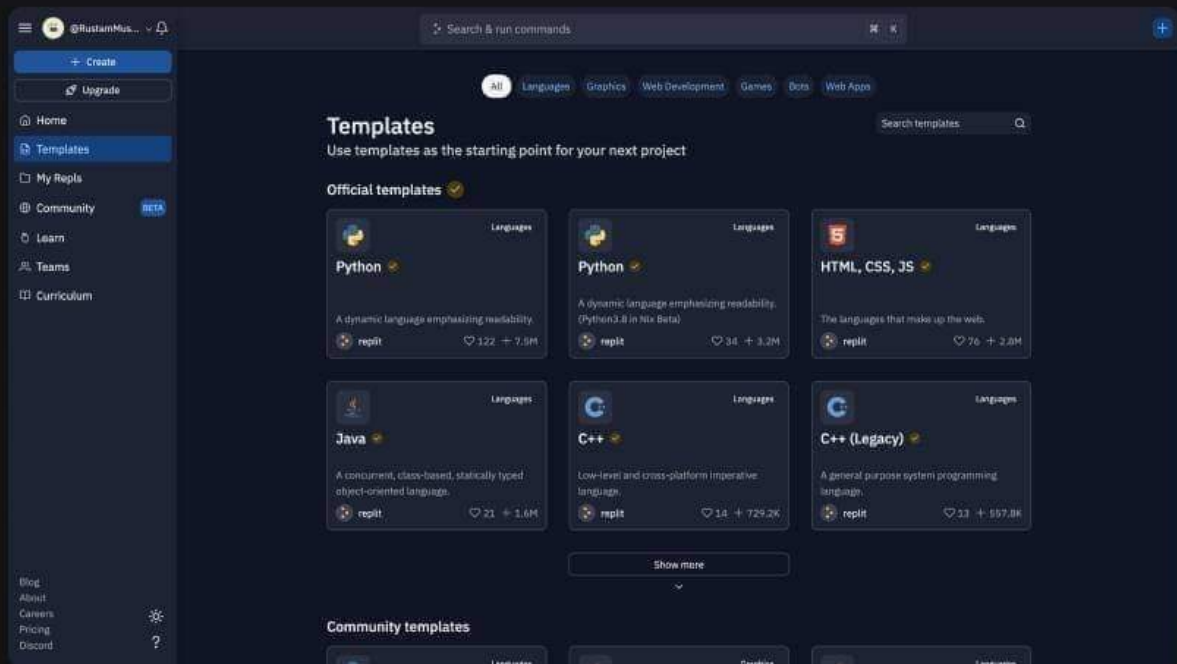 @RustamMus...
Search & run commands
⌘ K
+
+ Create
Upgrade
Home
Templates
My Repls
Community BETA
Learn
Teams
Curriculum
Blog
About
Careers
Pricing
Discord
?
All Languages Graphics Web Development Games Bots Web Apps
Templates
Search templates
Use templates as the starting point for your next project
Official templates
Languages
Python
A dynamic language emphasizing readability.
replit 122 + 7.5M
Languages
Python
A dynamic language emphasizing readability.
(Python3.8 in Nix Beta)
replit 34 + 3.2M
5
Languages
HTML, CSS, JS
The languages that make up the web.
replit 76 + 2.8M
Languages
Java
A concurrent, class-based, statically typed
object-oriented language.
replit 21 + 1.6M
C
Languages
C++
Low-level and cross-platform imperative
language.
replit 14 + 729.2K
C
Languages
C++ (Legacy)
A general purpose system programming
language.
replit 13 + 557.8K
Show more
Community templates
Languages
Graphics
Languages